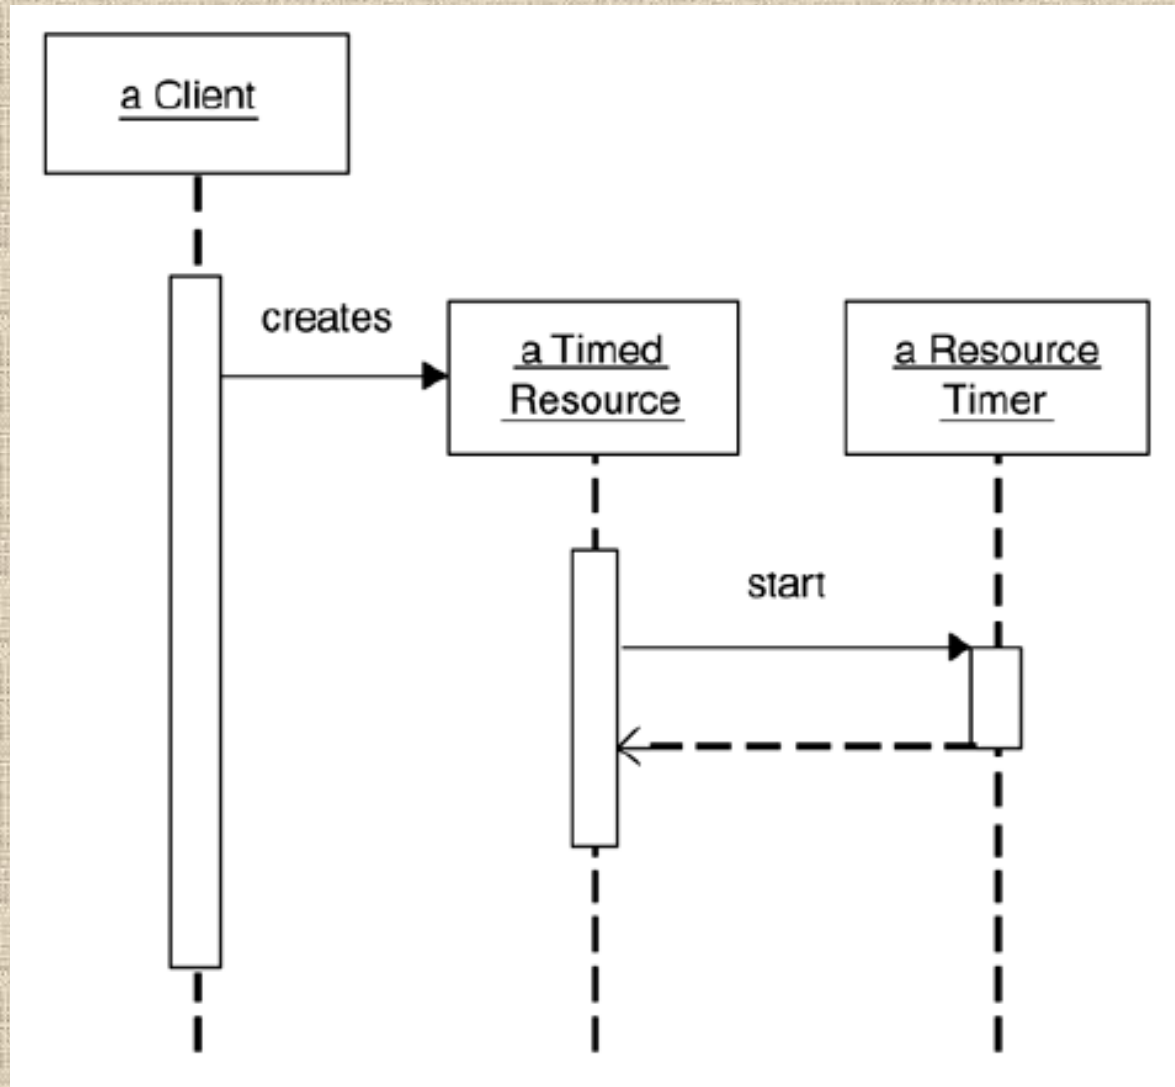 a Client
creates
a Timed
Resource
a Resource
Timer
start